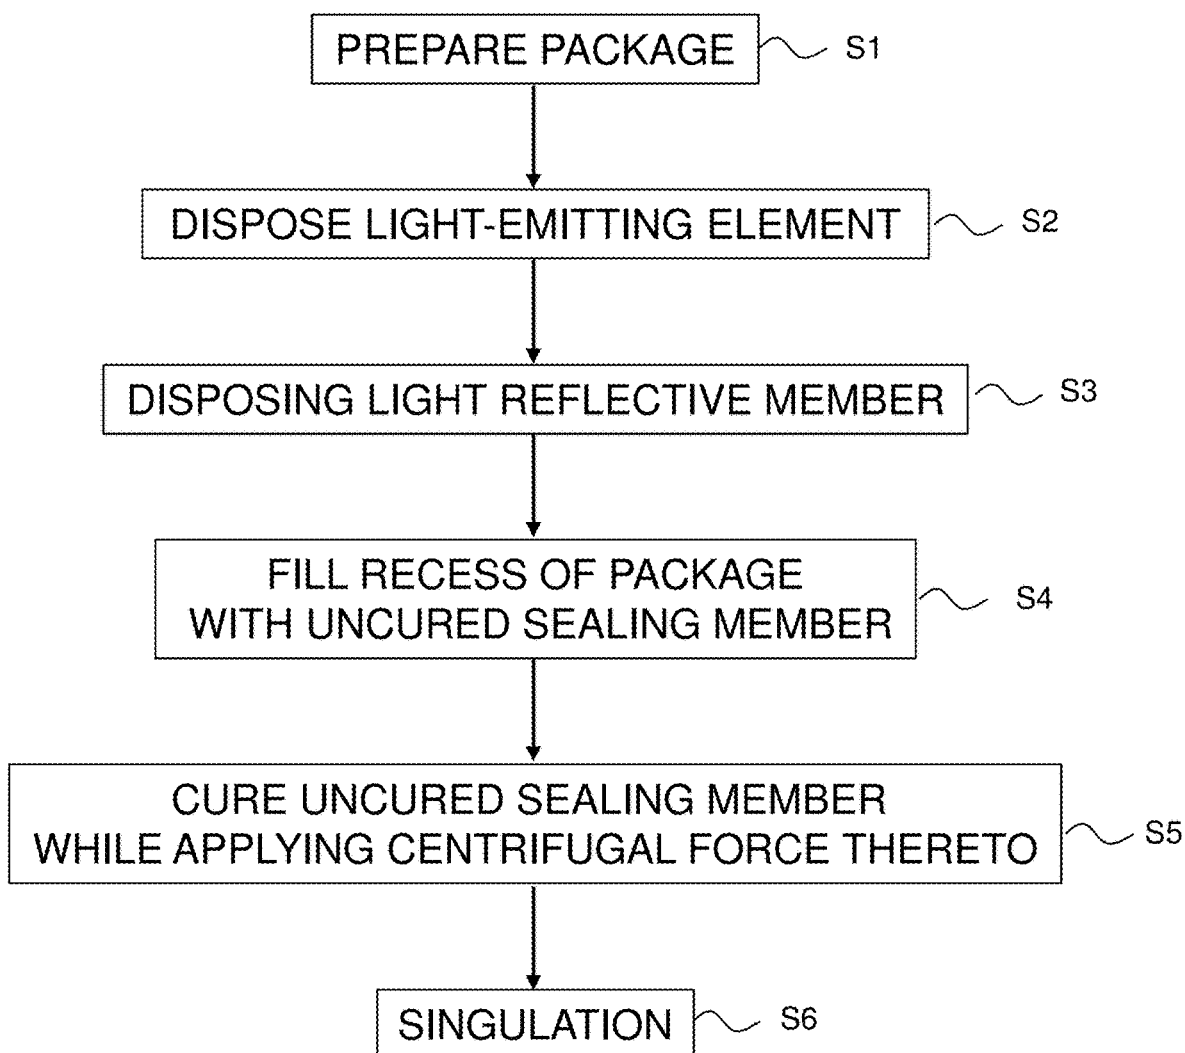 PREPARE PACKAGE
S1
DISPOSE LIGHT-EMITTING ELEMENT
S2
DISPOSING LIGHT REFLECTIVE MEMBER
S3
FILL RECESS OF PACKAGE
WITH UNCURED SEALING MEMBER
S4
CURE UNCURED SEALING MEMBER
WHILE APPLYING CENTRIFUGAL FORCE THERETO
S5
SINGULATION
S6